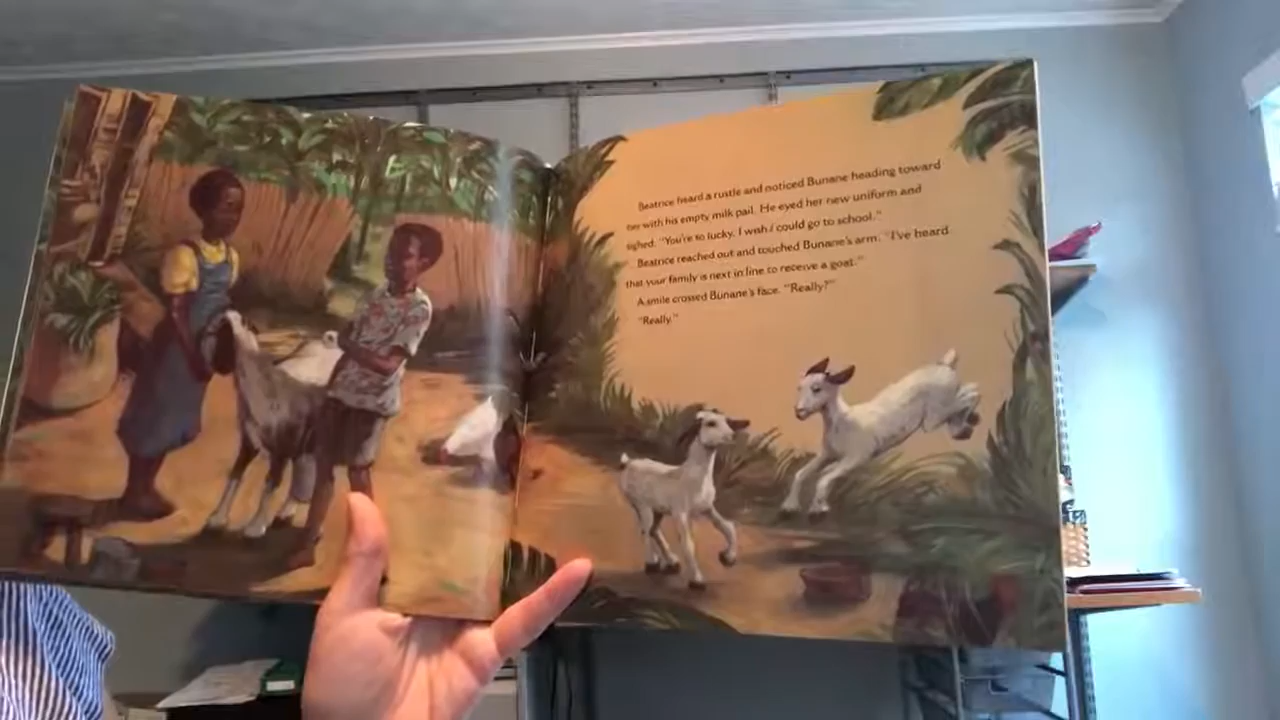 Beatrice heard a rustle and noticed Bunane heading toward
her with his empty milk pail. He eyed her new uniform and
sighed. "You're so lucky. I wish I could go to school."
Beatrice reached out and touched Bunane's arm. "I've heard
that your family is next in line to receive a goat."
A smile crossed Bunane's face. "Really?"
"Really."